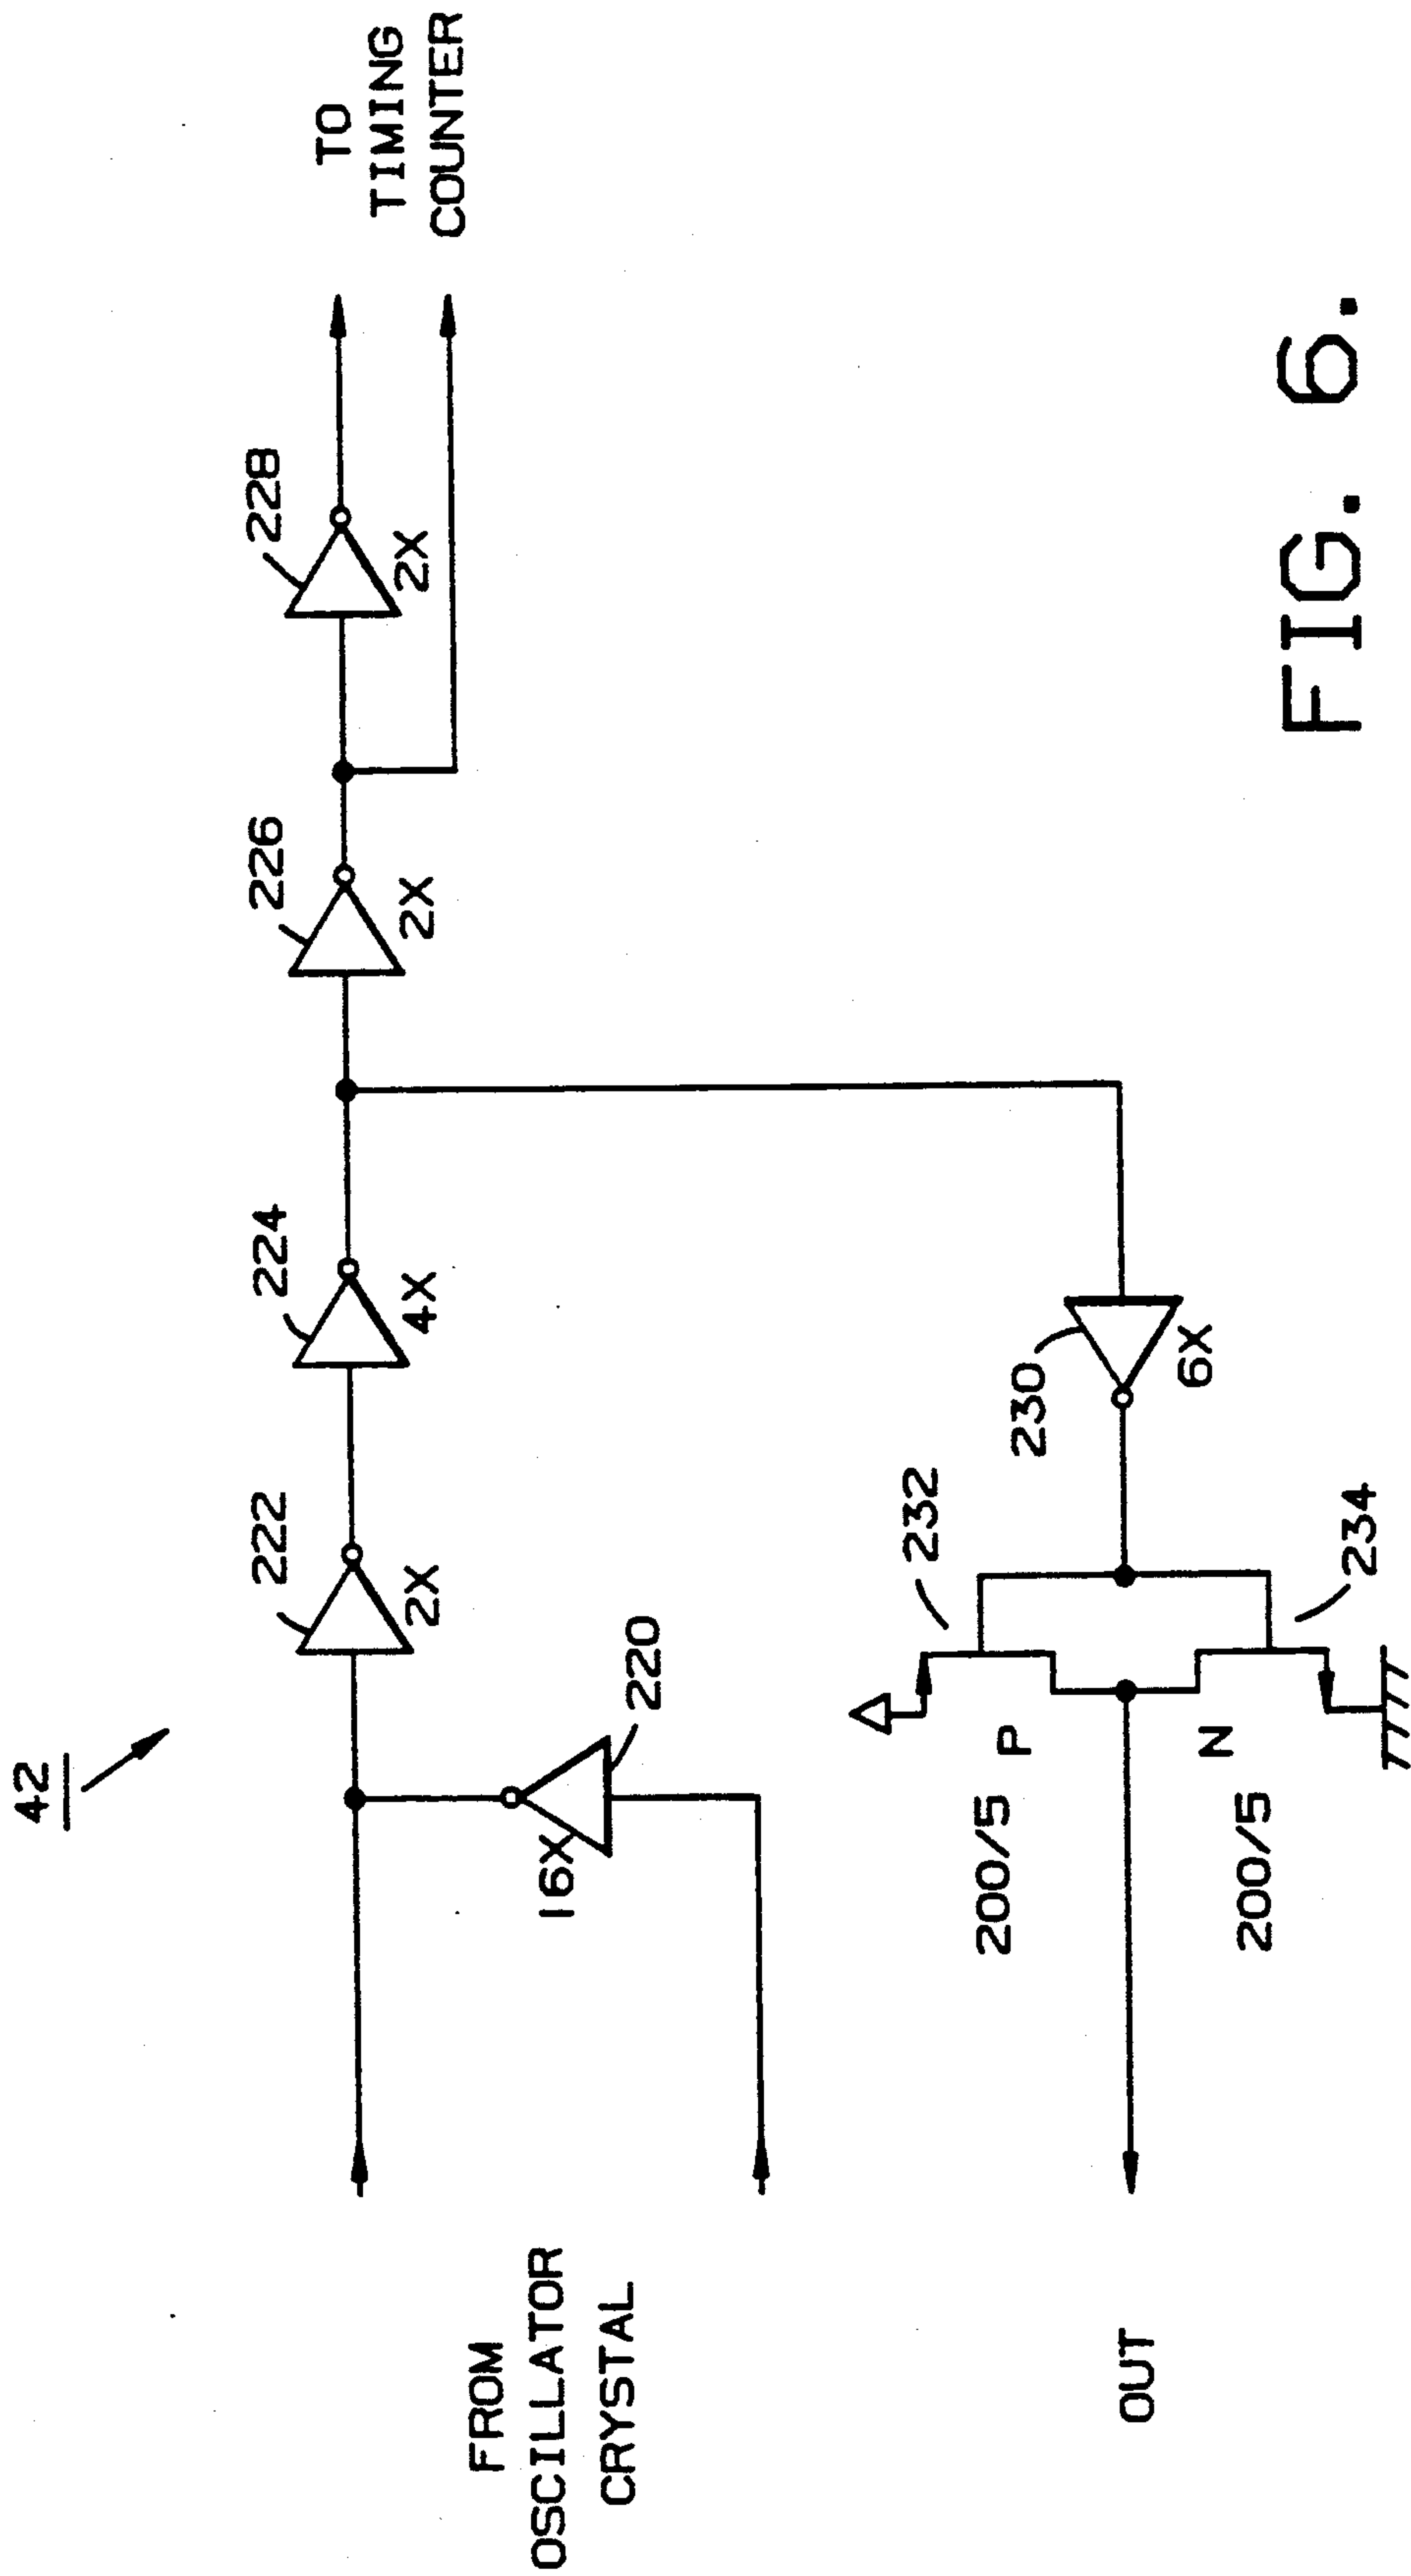 42
222
2X
224
4X
226
2X
228
2X
TO
TIMING
COUNTER
16X
220
FROM
OSCILLATOR
CRYSTAL
232
230
6X
200/5
P
N
200/5
234
OUT
FIG. 6.